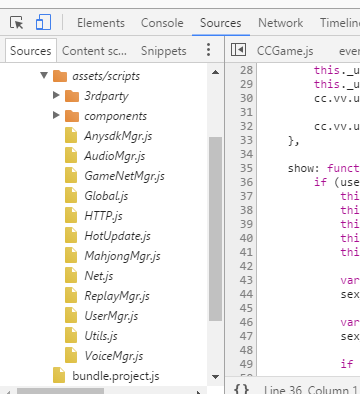 Elements Console Sources Network Timeline
Sources Content sc... Snippets CCGame.js ever
assets/scripts
3rdparty
components
AnysdkMgr.js
AudioMgr.js
GameNetMgr.js
Global.js
HTTP.js
HotUpdate.js
MahjongMgr.js
Net.js
ReplayMgr.js
UserMgr.js
Utils.js
VoiceMgr.js
bundle.project.js
28 this._u
29 this._u
30 cc.vv.u
31
32 cc.vv.u
33 },
34
35 show: funct
36 if (use
37 thi
38 thi
39 thi
40 thi
41 thi
42
43 var
44 sex
45
46 var
47 sex
48
49 if
50
{} Line 36, Column 1